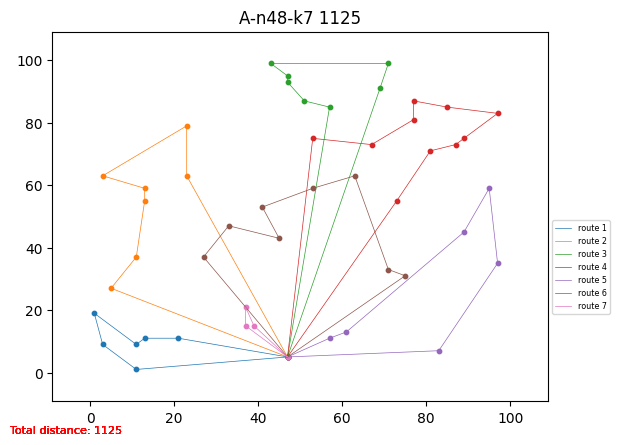 A-n48-k7 1125
100
80
60
40
20
0
0 20 40 60 80 100
route 1
route 2
route 3
route 4
route 5
route 6
route 7
Total distance: 1125